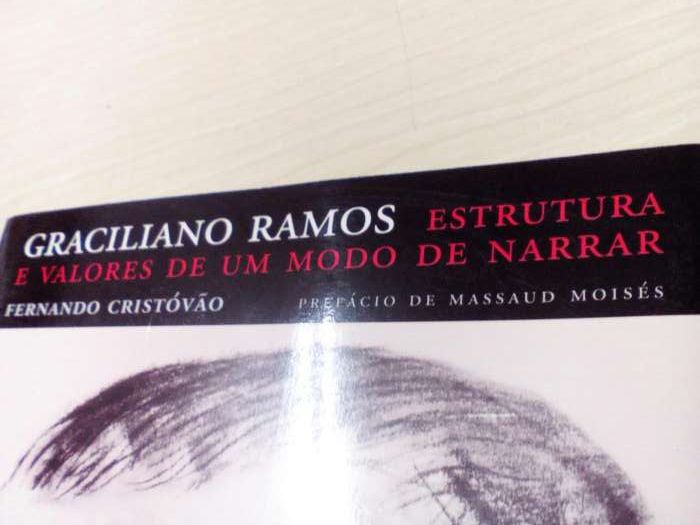 GRACILIANO RAMOS ESTRUTURA
E VALORES DE UM MODO DE NARRAR
FERNANDO CRISTÓVÃO PREFÁCIO DE MASSAUD MOISÉS